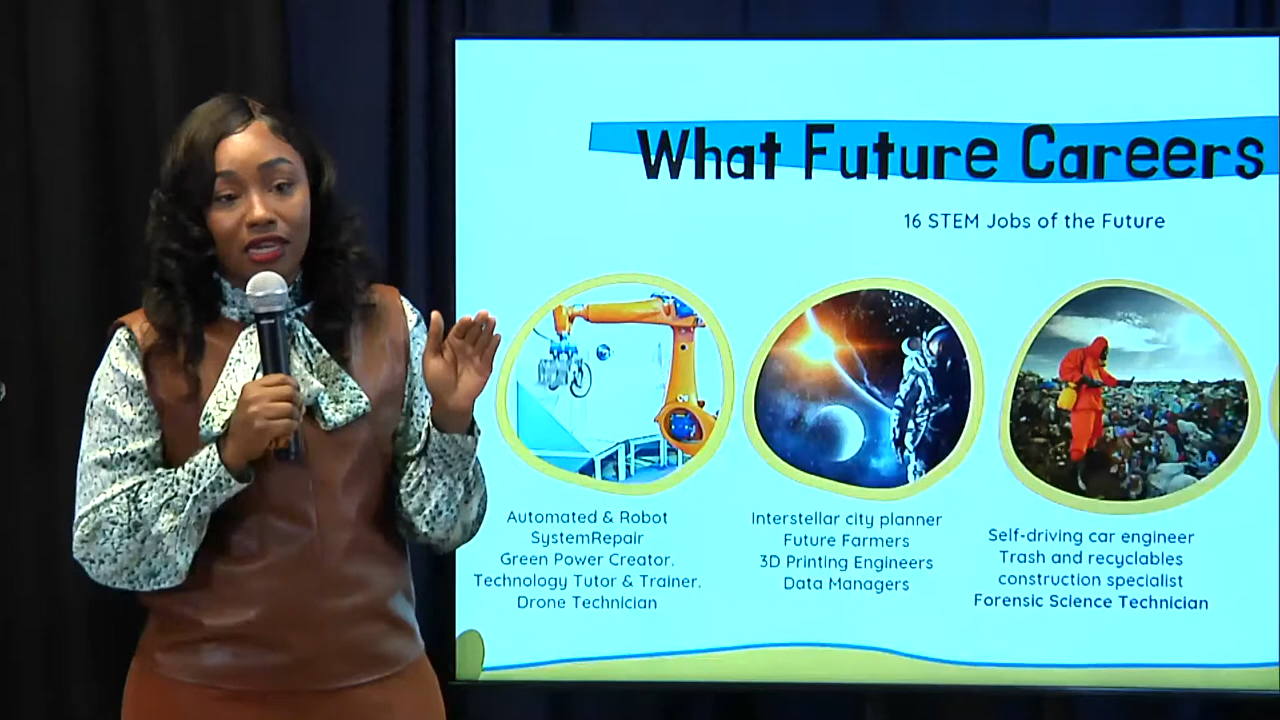 What Future Careers
16 STEM Jobs of the Future
Automated & Robot
SystemRepair
Green Power Creator,
Technology Tutor & Trainer,
Drone Technician
Interstellar city planner
Future Farmers
3D Printing Engineers
Data Managers
Self-driving car engineer
Trash and recyclables
construction specialist
Forensic Science Technician